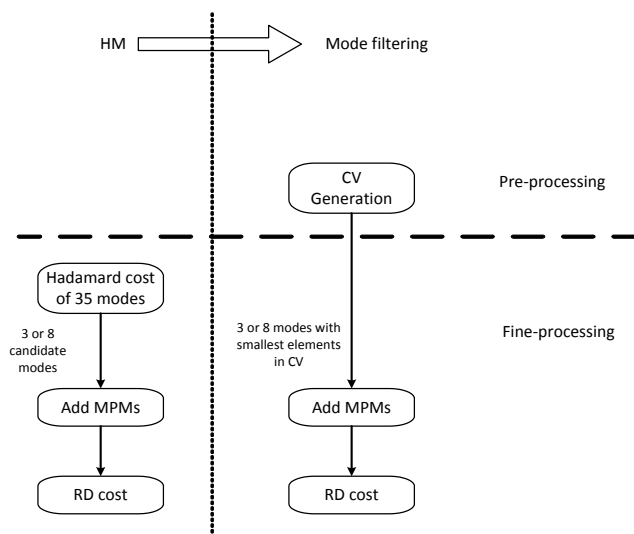 HM
Mode filtering
CV
Generation
Pre-processing
Hadamard cost
of 35 modes
3 or 8
candidate
modes
3 or 8 modes with
smallest elements
in CV
Fine-processing
Add MPMs
Add MPMs
RD cost
RD cost